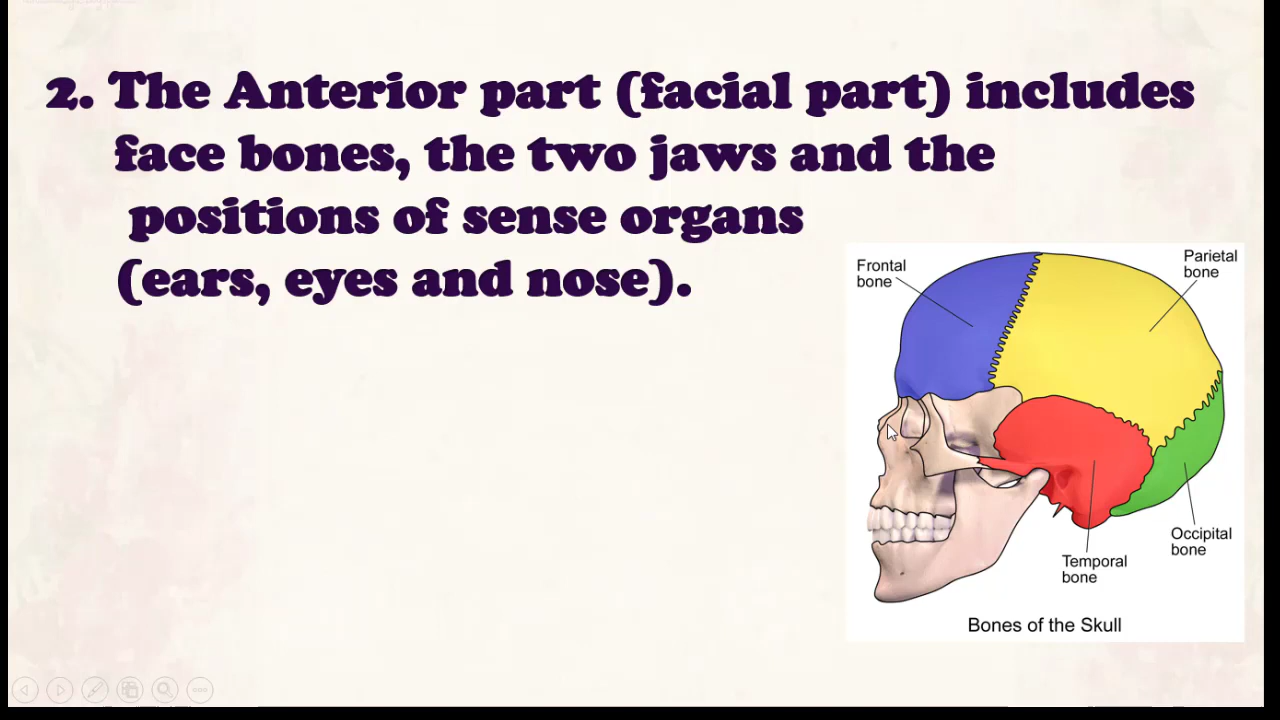 2. The Anterior part (facial part) includes
face bones, the two jaws and the
positions of sense organs
(ears, eyes and nose).
Frontal
bone
Parietal
bone
Occipital
bone
Temporal
bone
Bones of the Skull